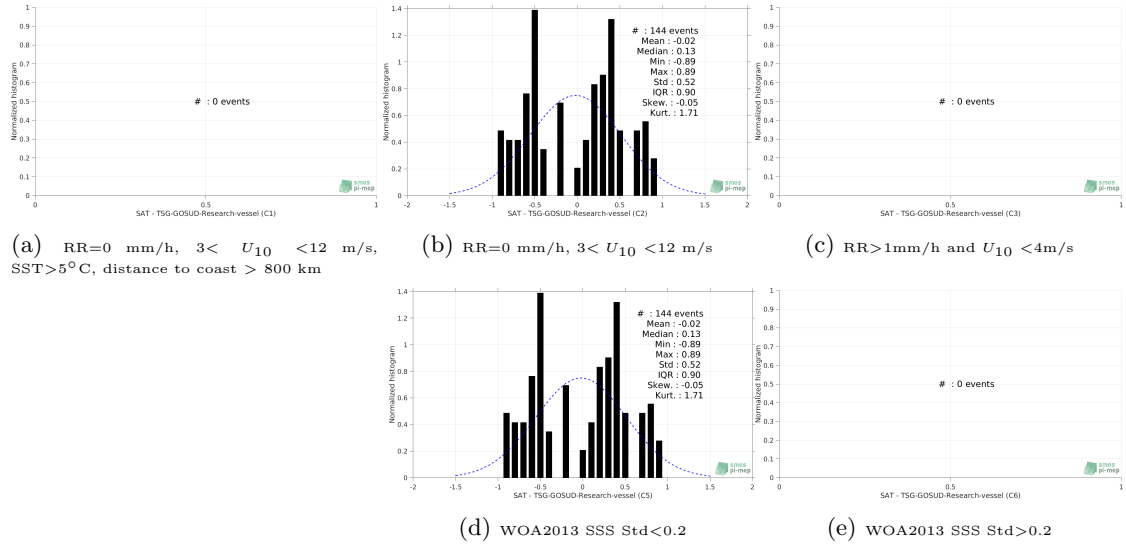 Normalized histogram
1
0.9
0.8
0.7
0.6
0.5
0.4
0.3
0.2
0.1
0
# : 0 events
0 0.5 1
SAT - TSG-GOSUD-Research-vessel (C1)
smos
pi-mep
(a) RR=0 mm/h, 3< U10 <12 m/s,
SST>5°C, distance to coast > 800 km
Normalized histogram
1.4
1.2
1
0.8
0.6
0.4
0.2
0
# : 144 events
Mean : -0.02
Median : 0.13
Min : -0.89
Max : 0.89
Std : 0.52
IQR : 0.90
Skew. : -0.05
Kurt. : 1.71
-2 -1.5 -1 -0.5 0 0.5 1 1.5 2
SAT - TSG-GOSUD-Research-vessel (C2)
smos
pi-mep
(b) RR=0 mm/h, 3< U10 <12 m/s
Normalized histogram
1
0.9
0.8
0.7
0.6
0.5
0.4
0.3
0.2
0.1
0
# : 0 events
0 0.5 1
SAT - TSG-GOSUD-Research-vessel (C3)
smos
pi-mep
(c) RR>1mm/h and U10 <4m/s
Normalized histogram
1.4
1.2
1
0.8
0.6
0.4
0.2
0
# : 144 events
Mean : -0.02
Median : 0.13
Min : -0.89
Max : 0.89
Std : 0.52
IQR : 0.90
Skew. : -0.05
Kurt. : 1.71
-2 -1.5 -1 -0.5 0 0.5 1 1.5 2
SAT - TSG-GOSUD-Research-vessel (C5)
smos
pi-mep
(d) WOA2013 SSS Std<0.2
Normalized histogram
1
0.9
0.8
0.7
0.6
0.5
0.4
0.3
0.2
0.1
0
# : 0 events
0 0.5 1
SAT - TSG-GOSUD-Research-vessel (C6)
smos
pi-mep
(e) WOA2013 SSS Std>0.2